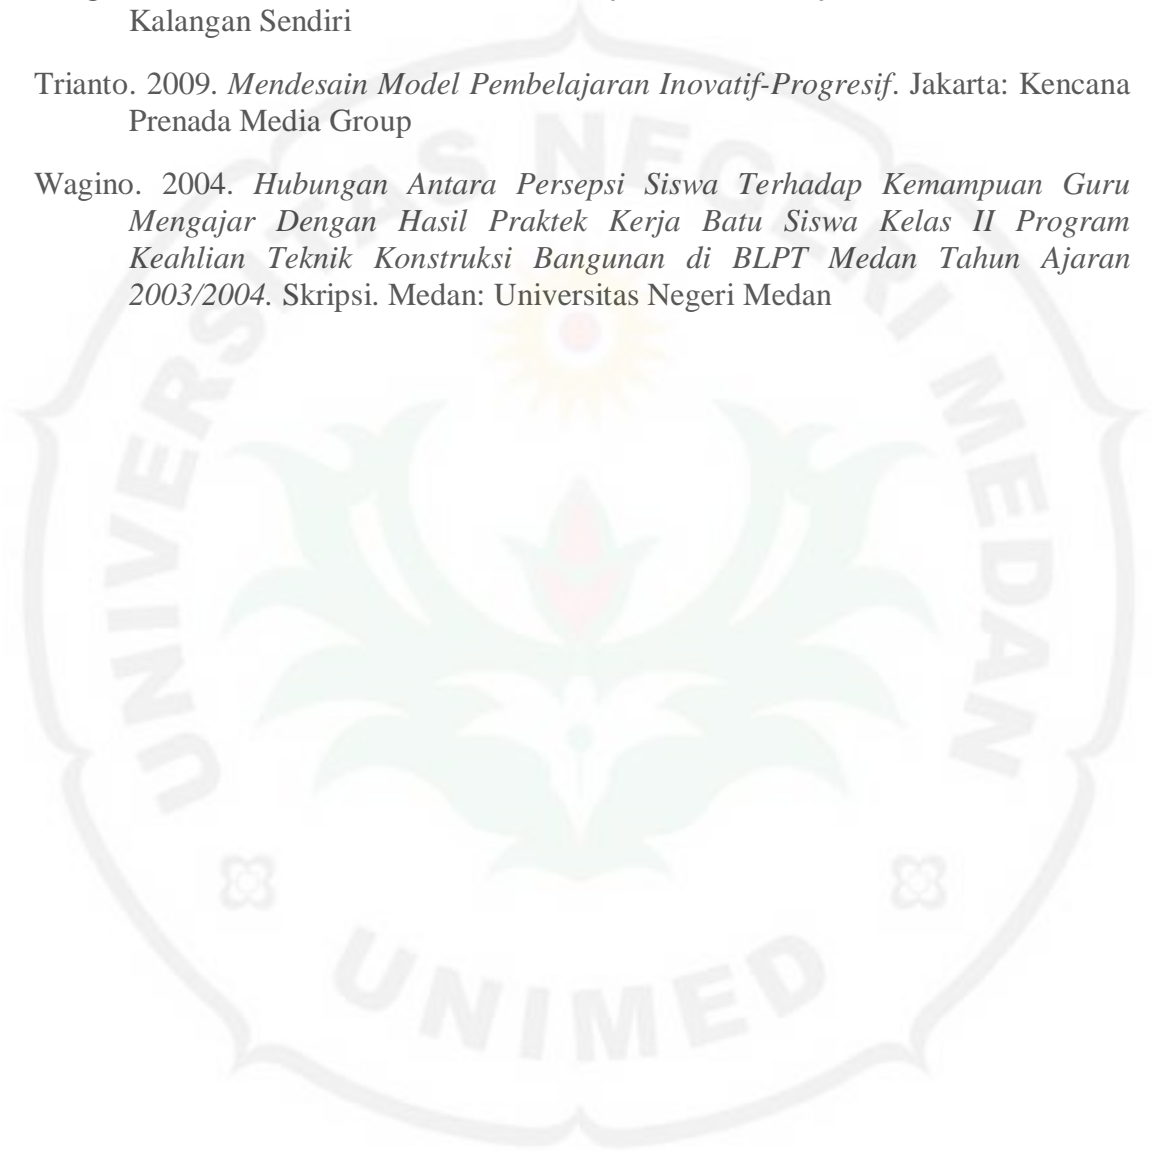 Kalangan Sendiri
Trianto. 2009. Mendesain Model Pembelajaran Inovatif-Progresif. Jakarta: Kencana
Prenada Media Group
Wagino. 2004. Hubungan Antara Persepsi Siswa Terhadap Kemampuan Guru
Mengajar Dengan Hasil Praktek Kerja Batu Siswa Kelas II Program
Keahlian Teknik Konstruksi Bangunan di BLPT Medan Tahun Ajaran
2003/2004. Skripsi. Medan: Universitas Negeri Medan
UNIVERSITAS NEGERI MEDAN
UNIMED